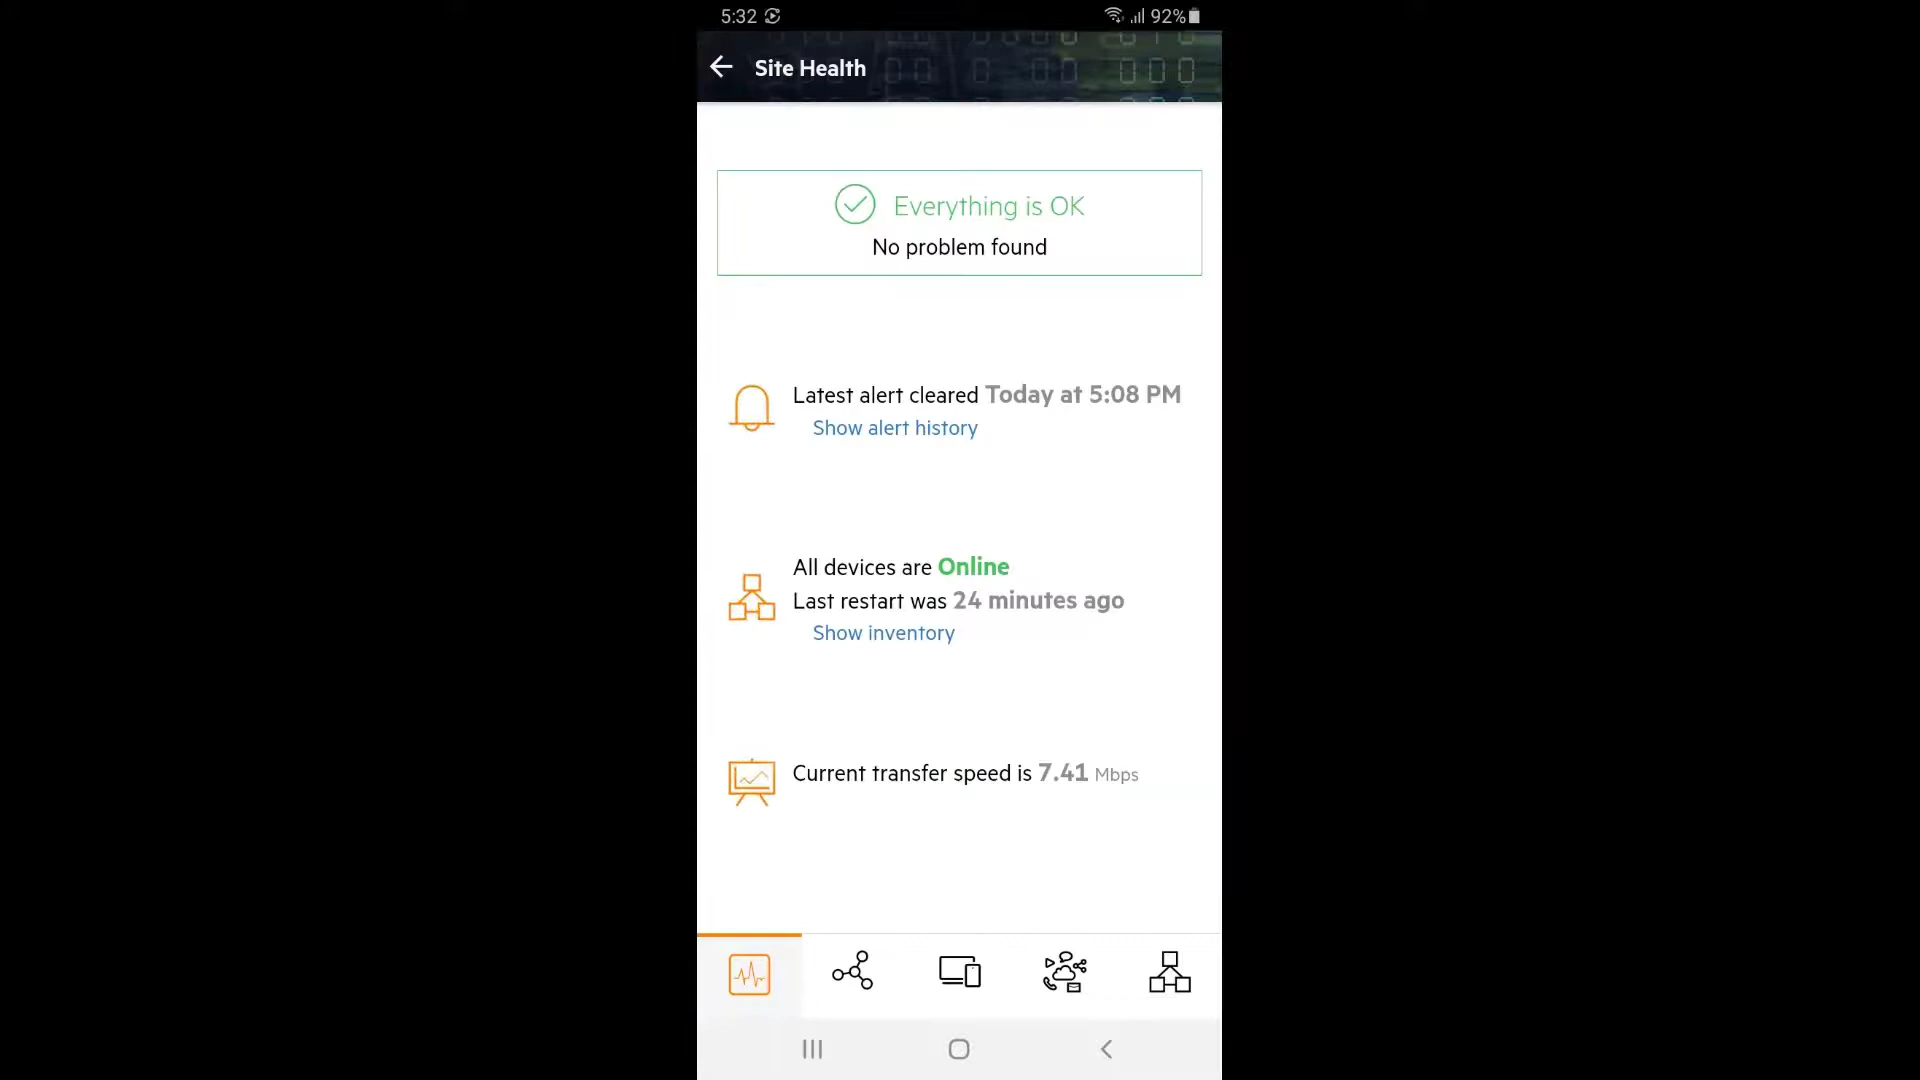 5:32 92%
Site Health
Everything is OK
No problem found
Latest alert cleared Today at 5:08 PM
Show alert history
All devices are Online
Last restart was 24 minutes ago
Show inventory
Current transfer speed is 7.41 Mbps